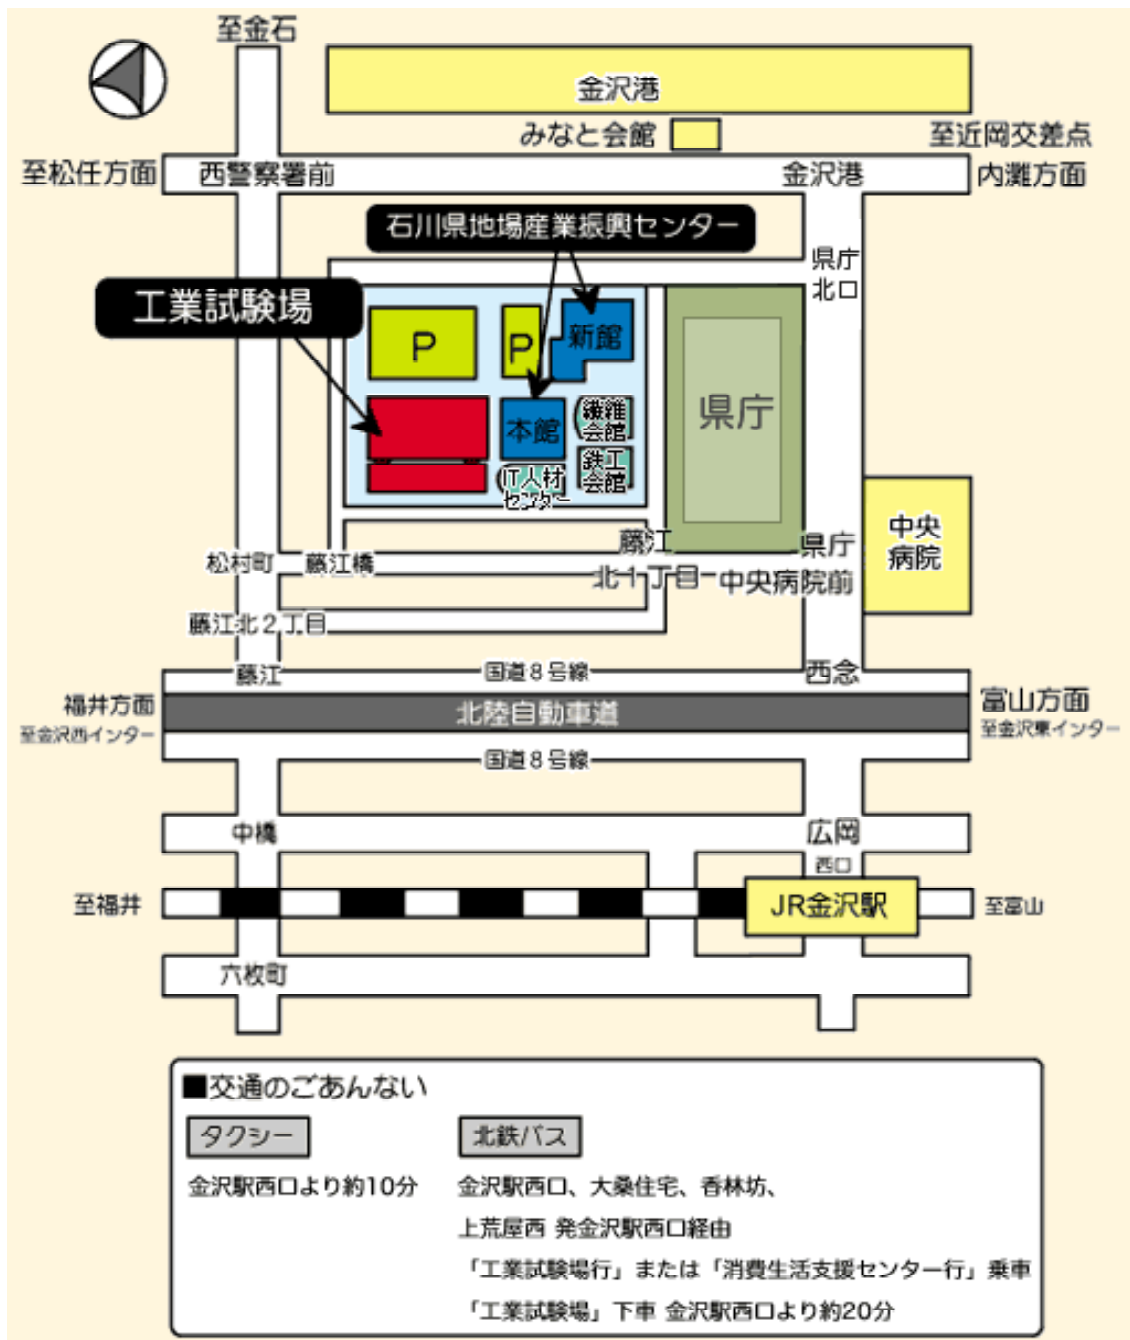 至金石
金沢港
みなと会館
至近岡交差点
至松任方面
西警察署前
金沢港
内灘方面
石川県地場産業振興センター
県庁
北口
工業試験場
P
P
新館
県庁
本館
繊維
会館
IT人材
センター
鉄工
会館
中央
病院
藤江
北1丁目
県庁
中央病院前
松村町
藤江橋
藤江北2丁目
藤江
国道8号線
西念
福井方面
至金沢西インター
北陸自動車道
富山方面
至金沢東インター
国道8号線
中橋
広岡
西口
至福井
JR金沢駅
至富山
六枚町
■交通のごあんない
タクシー
金沢駅西口より約10分
北鉄バス
金沢駅西口、大桑住宅、香林坊、
上荒屋西 発金沢駅西口経由
「工業試験場行」または「消費生活支援センター行」乗車
「工業試験場」下車 金沢駅西口より約20分